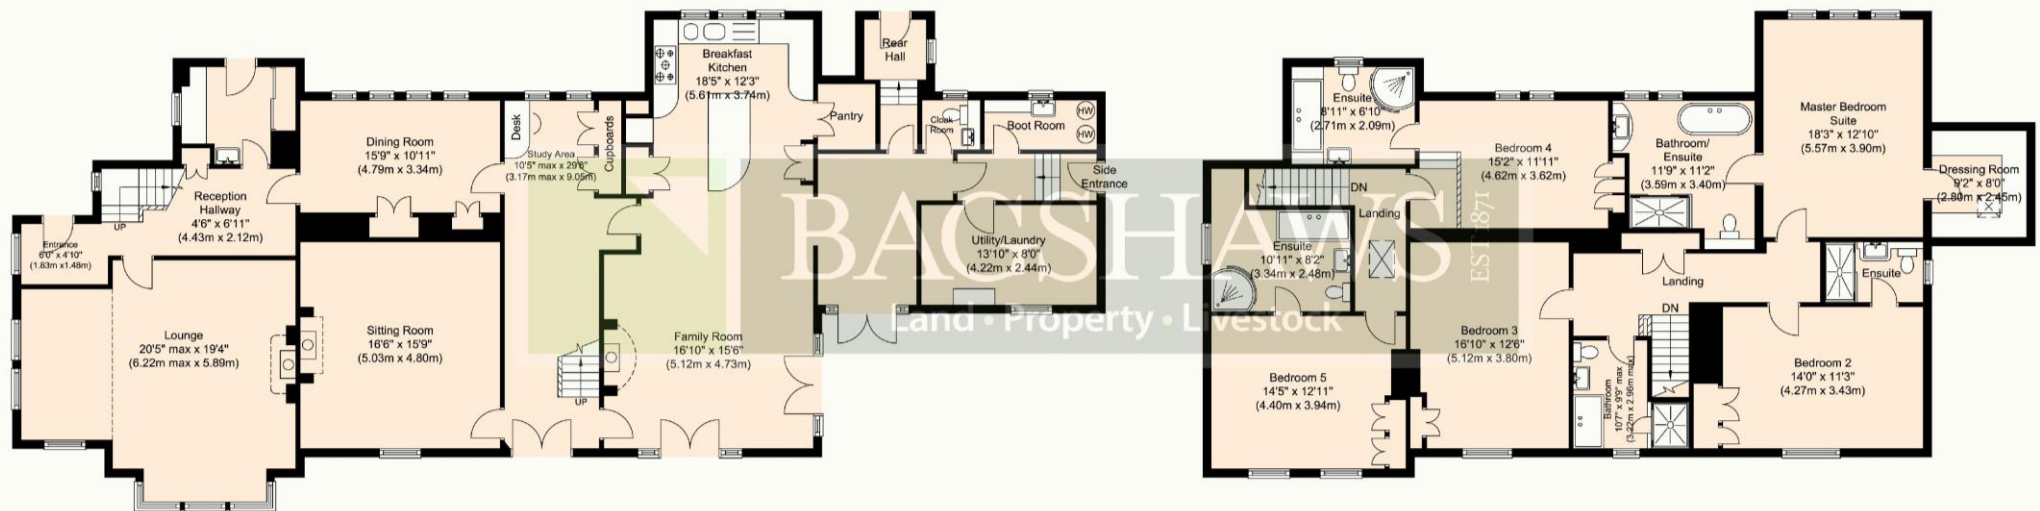 Breakfast
Kitchen
18'5" x 12'3"
(5.61m x 3.74m)
Rear
Hall
Pantry
Cloak
Room
Boot Room
HW
HW
Dining Room
15'9" x 10'11"
(4.79m x 3.34m)
Desk
Study Area
10'5" max x 29'8"
(3.17m max x 9.05m)
Cupboards
Side
Entrance
Reception
Hallway
4'6" x 6'11"
(4.43m x 2.12m)
UP
Entrance
6'0" x 4'10"
(1.83m x1.48m)
Utility/Laundry
13'10" x 8'0"
(4.22m x 2.44m)
Lounge
20'5" max x 19'4"
(6.22m max x 5.89m)
Sitting Room
16'6" x 15'9"
(5.03m x 4.80m)
Family Room
16'10" x 15'6"
(5.12m x 4.73m)
UP
Ensuite
8'11" x 6'10"
(2.71m x 2.09m)
Bedroom 4
15'2" x 11'11"
(4.62m x 3.62m)
Bathroom/
Ensuite
11'9" x 11'2"
(3.59m x 3.40m)
Master Bedroom
Suite
18'3" x 12'10"
(5.57m x 3.90m)
Dressing Room
9'2" x 8'0"
(2.80m x 2.45m)
DN
Landing
Ensuite
10'11" x 8'2"
(3.34m x 2.48m)
Landing
DN
Ensuite
Bedroom 3
16'10" x 12'6"
(5.12m x 3.80m)
Bedroom 5
14'5" x 12'11"
(4.40m x 3.94m)
Bathroom
10'7" x 9'9" max
(3.22m x 2.96m max)
Bedroom 2
14'0" x 11'3"
(4.27m x 3.43m)
BAGSHAWS
EST.1871
Land • Property • Livestock